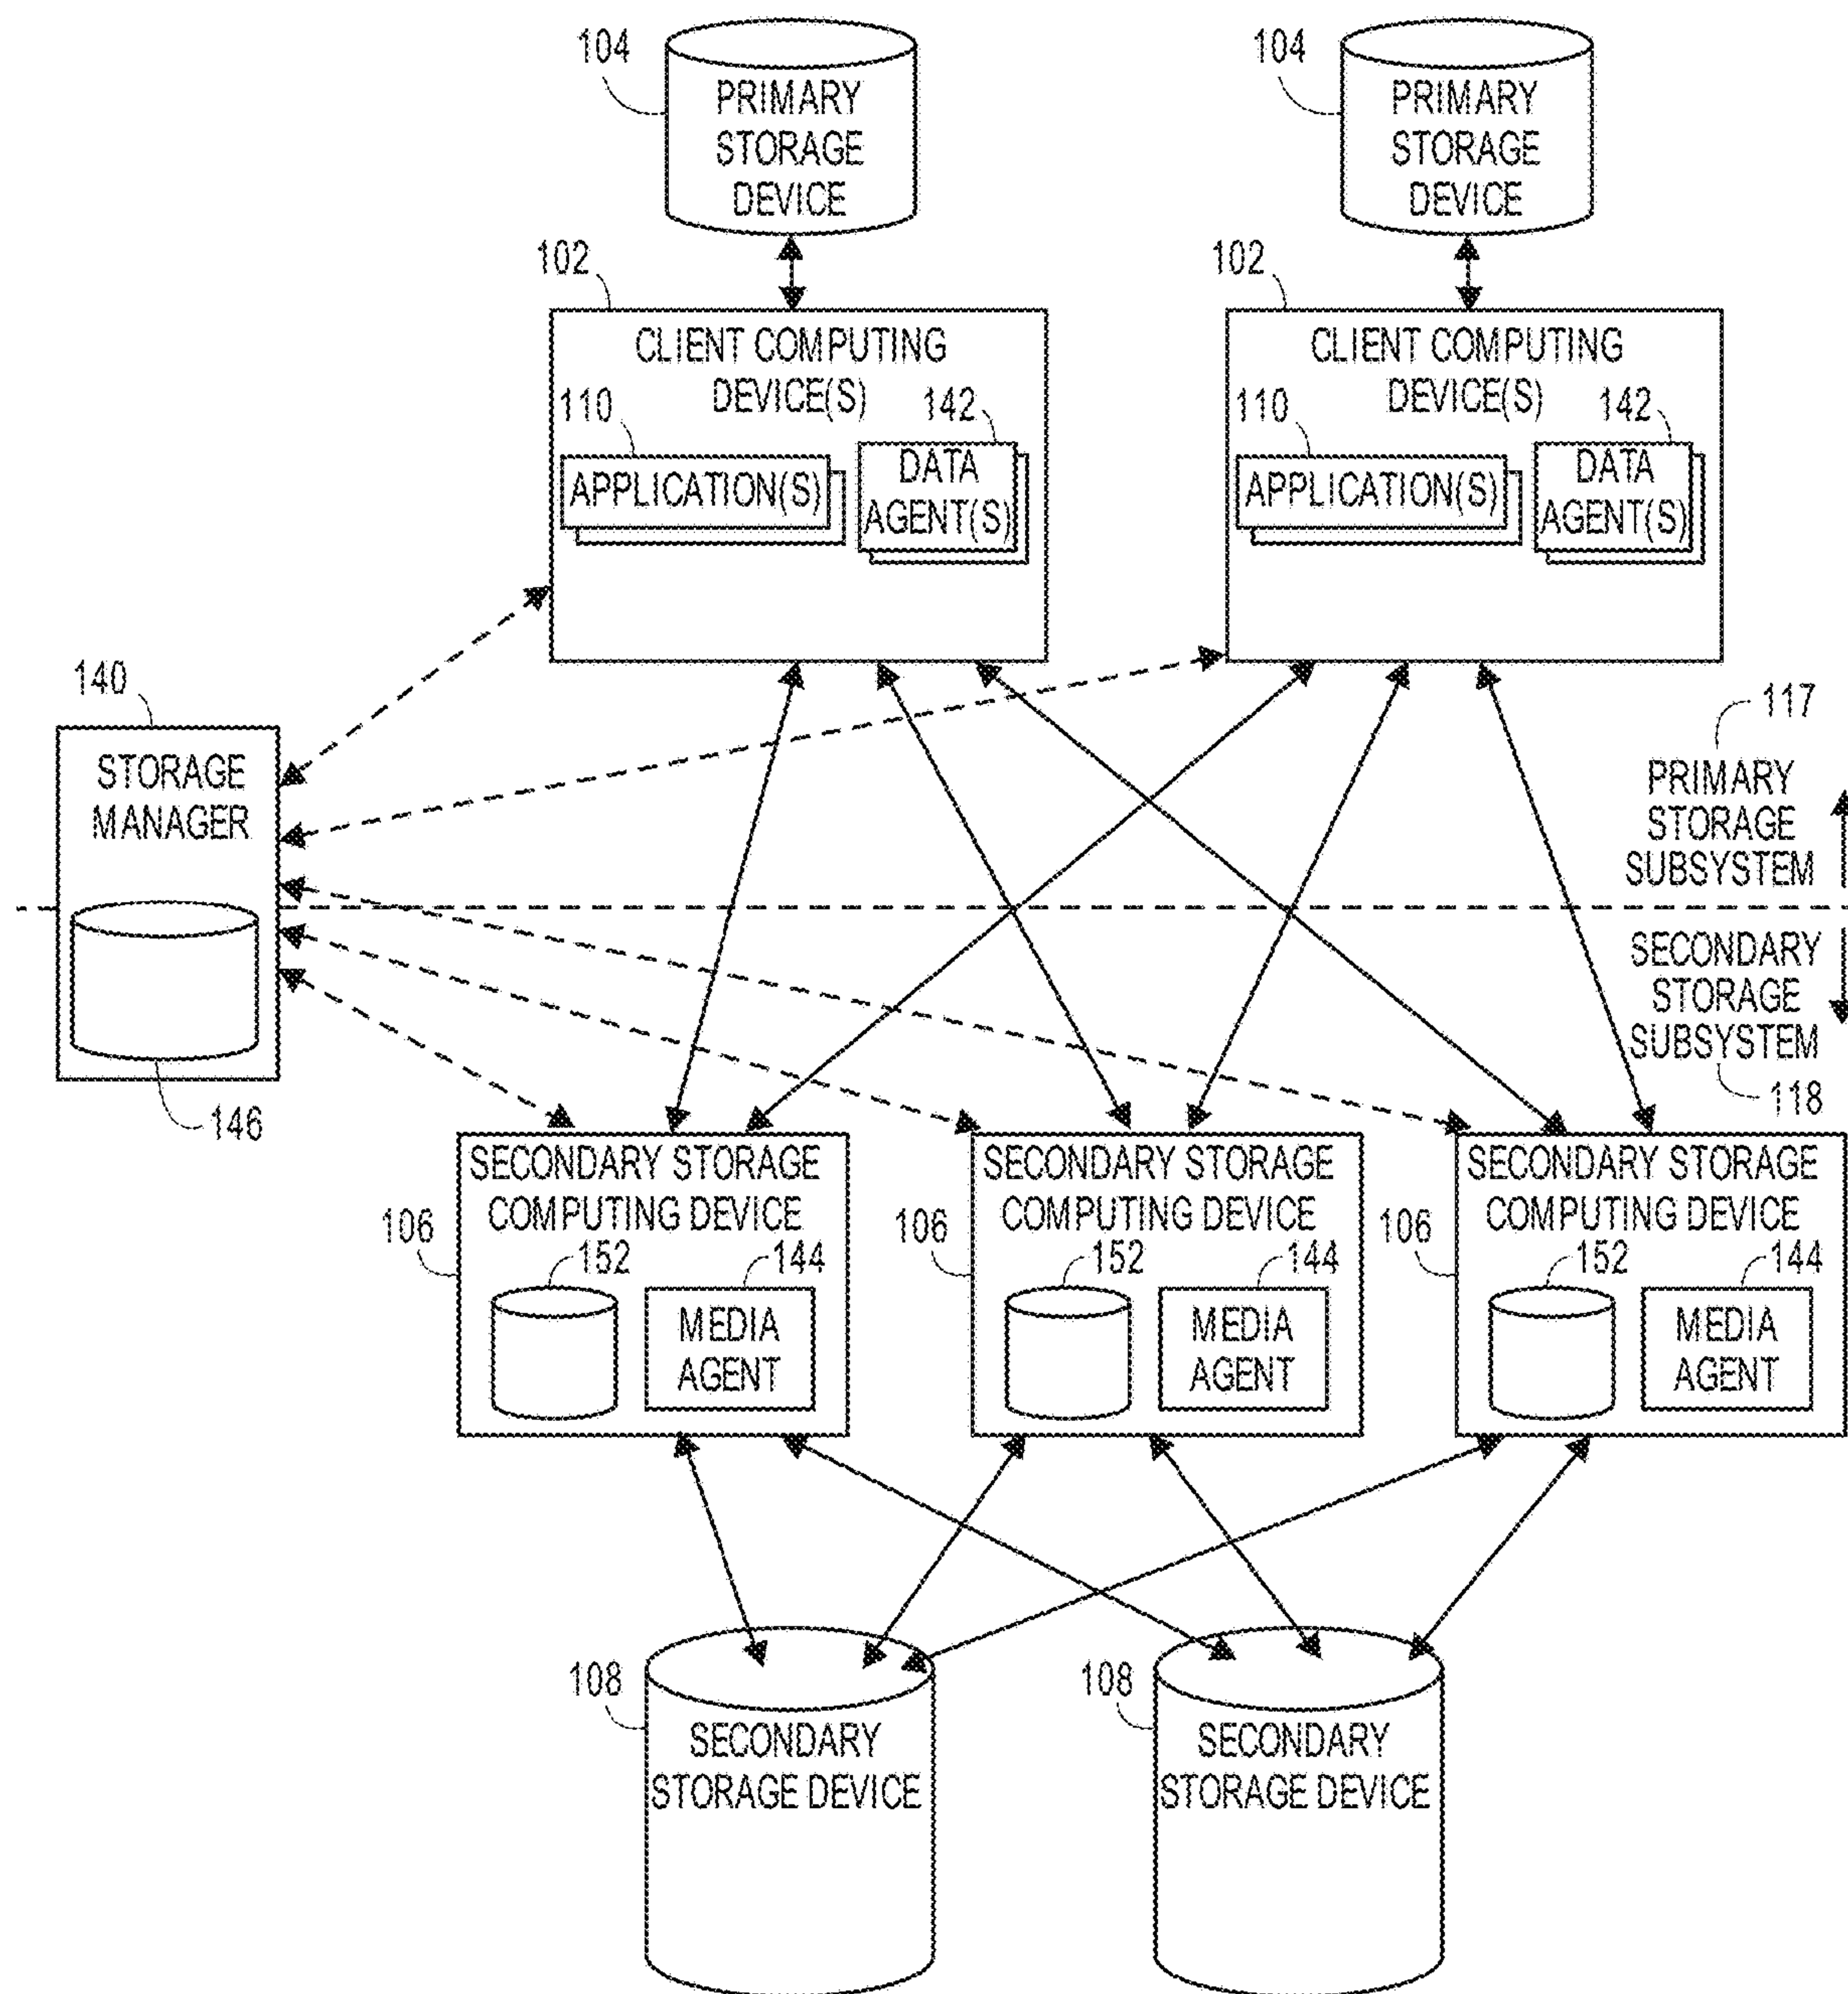 104
PRIMARY
STORAGE
DEVICE
104
PRIMARY
STORAGE
DEVICE
102
CLIENT COMPUTING
DEVICE(S)
110
142
APPLICATION(S)
DATA
AGENT(S)
102
CLIENT COMPUTING
DEVICE(S)
110
142
APPLICATION(S)
DATA
AGENT(S)
140
STORAGE
MANAGER
146
117
PRIMARY
STORAGE
SUBSYSTEM
SECONDARY
STORAGE
SUBSYSTEM
118
106
SECONDARY STORAGE
COMPUTING DEVICE
152
144
MEDIA
AGENT
106
SECONDARY STORAGE
COMPUTING DEVICE
152
144
MEDIA
AGENT
106
SECONDARY STORAGE
COMPUTING DEVICE
152
144
MEDIA
AGENT
108
SECONDARY
STORAGE DEVICE
108
SECONDARY
STORAGE DEVICE